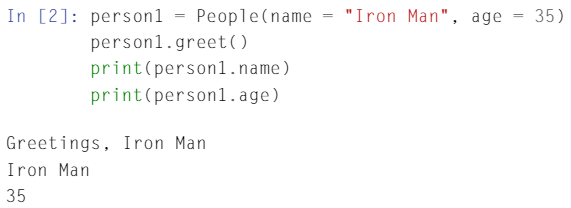 In [2]: person1 = People(name = "Iron Man", age = 35)
person1.greet()
print(person1.name)
print(person1.age)
Greetings, Iron Man
Iron Man
35